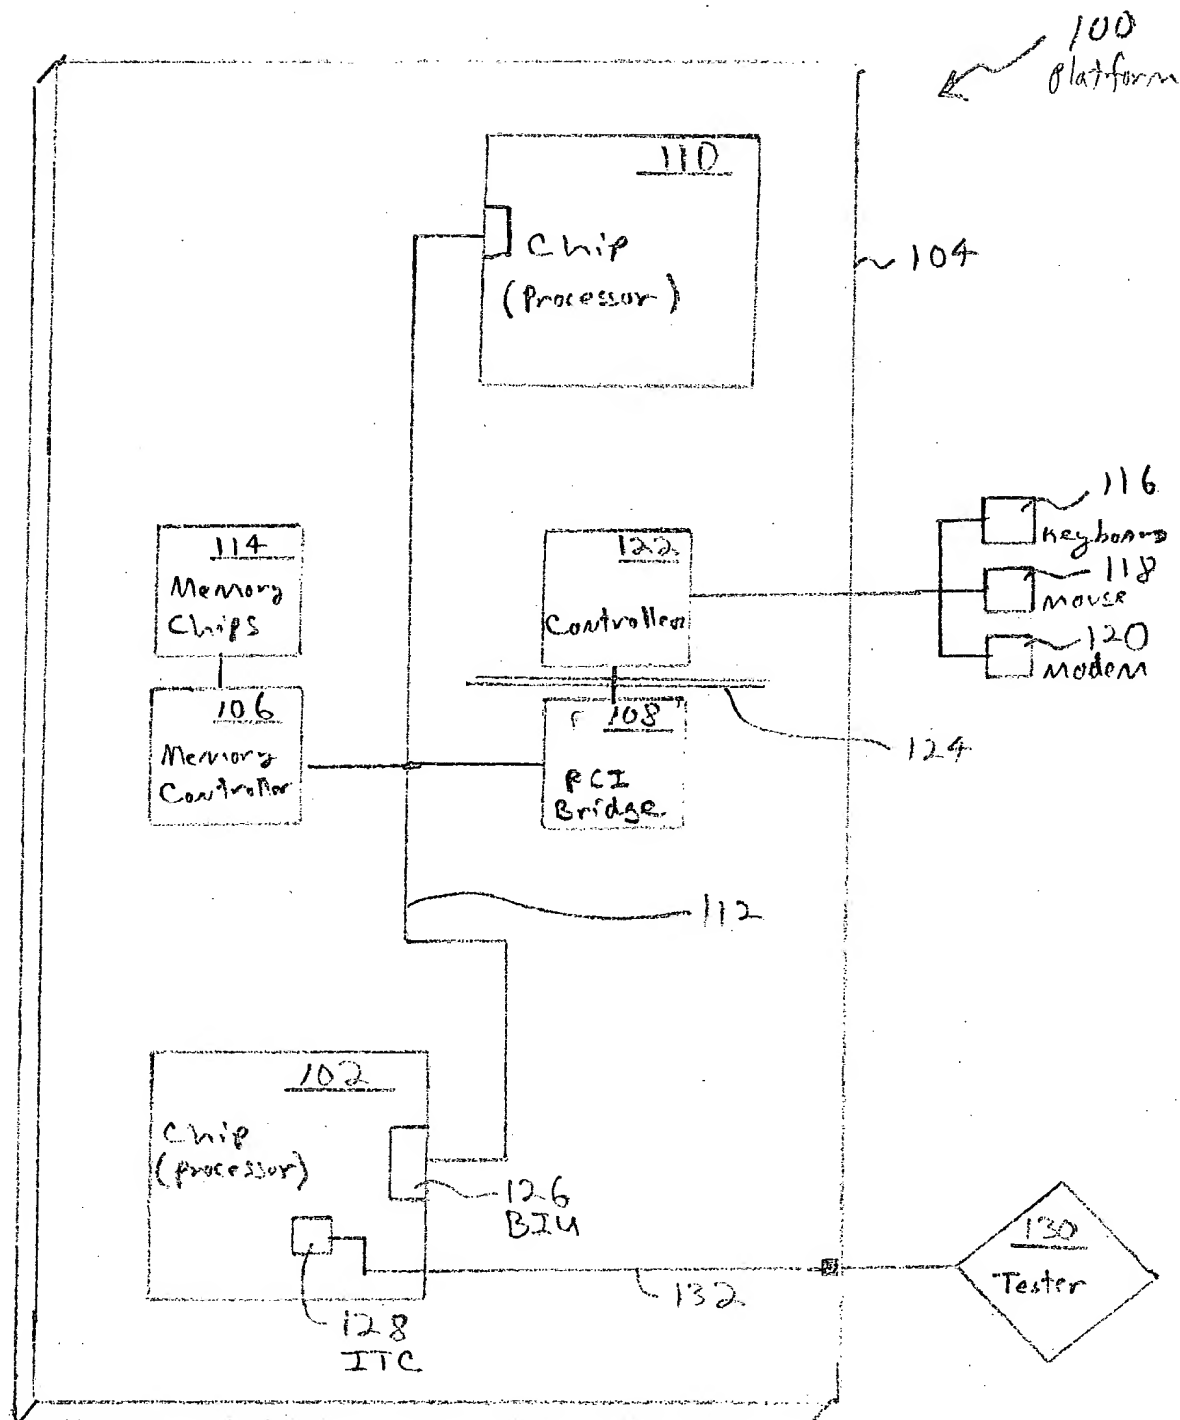 100
Platform
110
Chip
(Processor)
104
116
Keyboard
118
Mouse
120
Modem
114
Memory
Chips
122
Controller
106
Memory
Controller
108
PCI
Bridge
124
112
102
Chip
(processor)
126
BIU
128
ITC
132
130
Tester